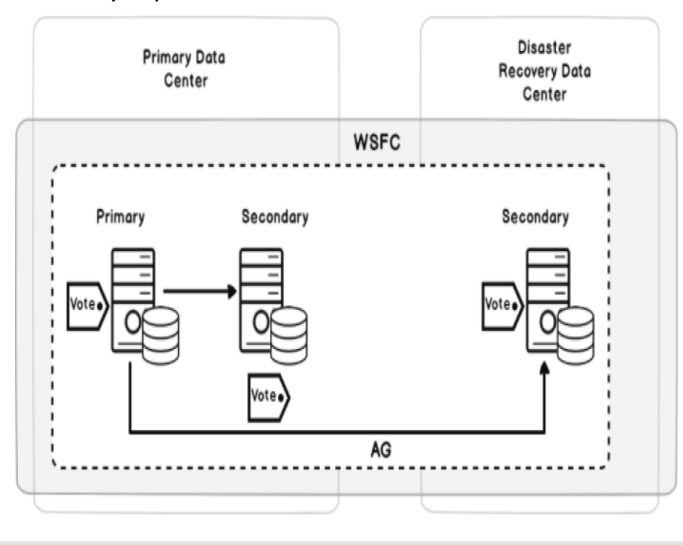 Primary Data
Center
Disaster
Recovery Data
Center
WSFC
Primary
Secondary
Secondary
Vote
Vote
Vote
AG